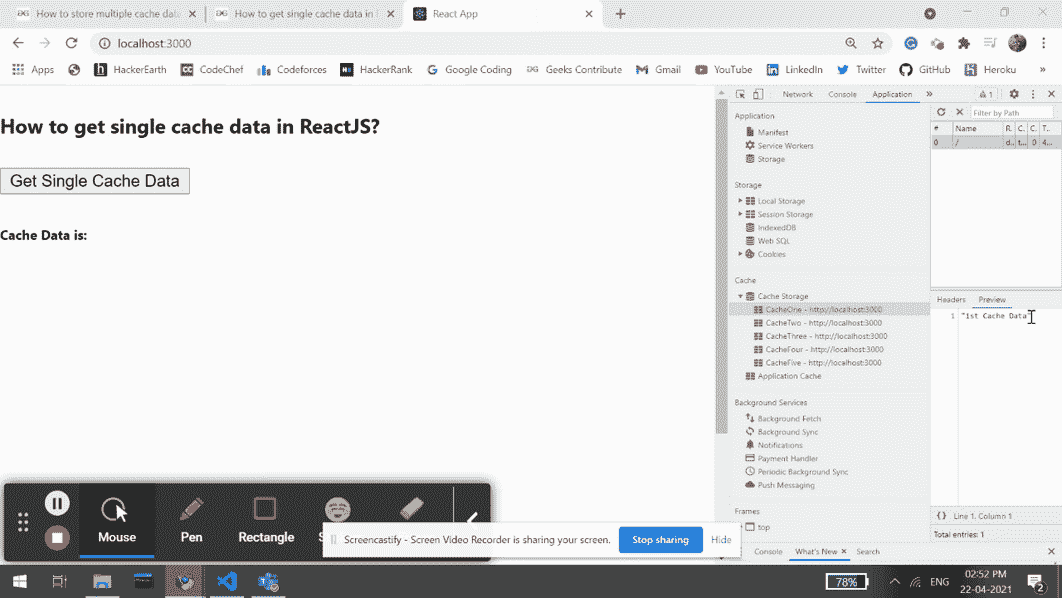 How to store multiple cache data
How to get single cache data in
React App
localhost:3000
Apps
HackerEarth
CodeChef
Codeforces
HackerRank
Google Coding
Geeks Contribute
Gmail
YouTube
LinkedIn
Twitter
GitHub
Heroku
»
How to get single cache data in ReactJS?
Get Single Cache Data
Cache Data is:
Network
Console
Application
»
1
Application
Manifest
Service Workers
Storage
Storage
Local Storage
Session Storage
IndexedDB
Web SQL
Cookies
Cache
Cache Storage
CacheOne - http://localhost:3000
CacheTwo - http://localhost:3000
CacheThree - http://localhost:3000
CacheFour - http://localhost:3000
CacheFive - http://localhost:3000
Application Cache
Background Services
Background Fetch
Background Sync
Notifications
Payment Handler
Periodic Background Sync
Push Messaging
Frames
top
Filter by Path
# Name R. C. C. T..
0 / d.. t... 0 4...
Headers Preview
1 "1st Cache Data"
{} Line 1, Column 1
Total entries: 1
Console What's New Search
Mouse
Pen
Rectangle
Screencastify - Screen Video Recorder is sharing your screen.
Stop sharing
Hide
78%
ENG
02:52 PM
22-04-2021
2